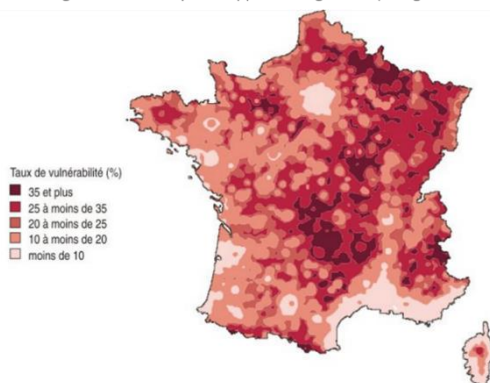 Taux de vulnérabilité (%)
35 et plus
25 à moins de 35
20 à moins de 25
10 à moins de 20
moins de 10